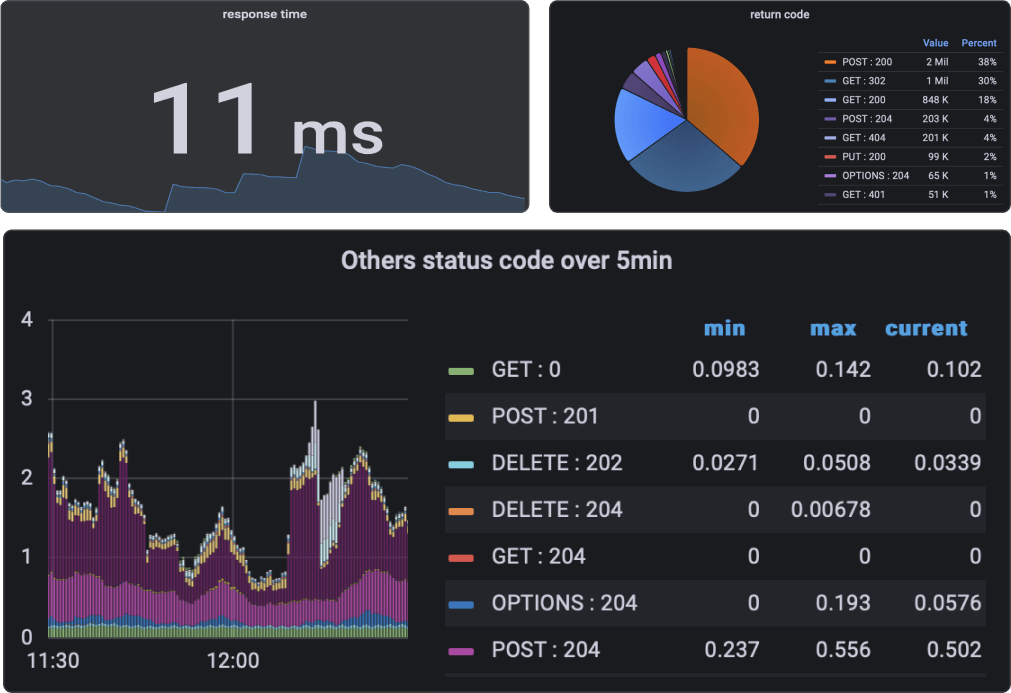 response time
11 ms
return code
Value Percent
POST : 200 2 Mil 38%
GET : 302 1 Mil 30%
GET : 200 848 K 18%
POST : 204 203 K 4%
GET : 404 201 K 4%
PUT : 200 99 K 2%
OPTIONS : 204 65 K 1%
GET : 401 51 K 1%
Others status code over 5min
4
3
2
1
0
11:30 12:00
min max current
GET : 0 0.0983 0.142 0.102
POST : 201 0 0 0
DELETE : 202 0.0271 0.0508 0.0339
DELETE : 204 0 0.00678 0
GET : 204 0 0 0
OPTIONS : 204 0 0.193 0.0576
POST : 204 0.237 0.556 0.502